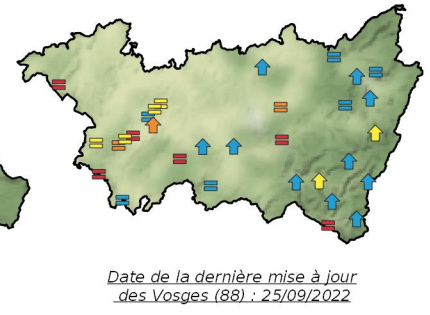 Date de la dernière mise à jour
des Vosges (88) : 25/09/2022